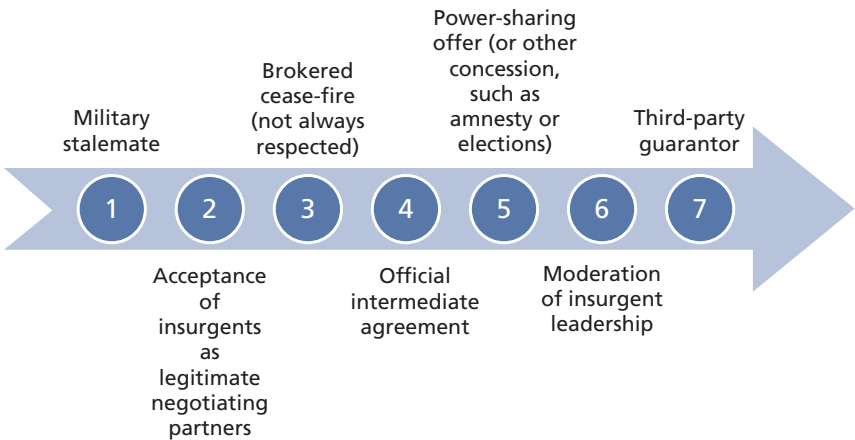 Military
stalemate
1
Acceptance
of
insurgents
as
legitimate
negotiating
partners
2
Brokered
cease-fire
(not always
respected)
3
Official
intermediate
agreement
4
Power-sharing
offer (or other
concession,
such as
amnesty or
elections)
5
Moderation
of insurgent
leadership
6
Third-party
guarantor
7